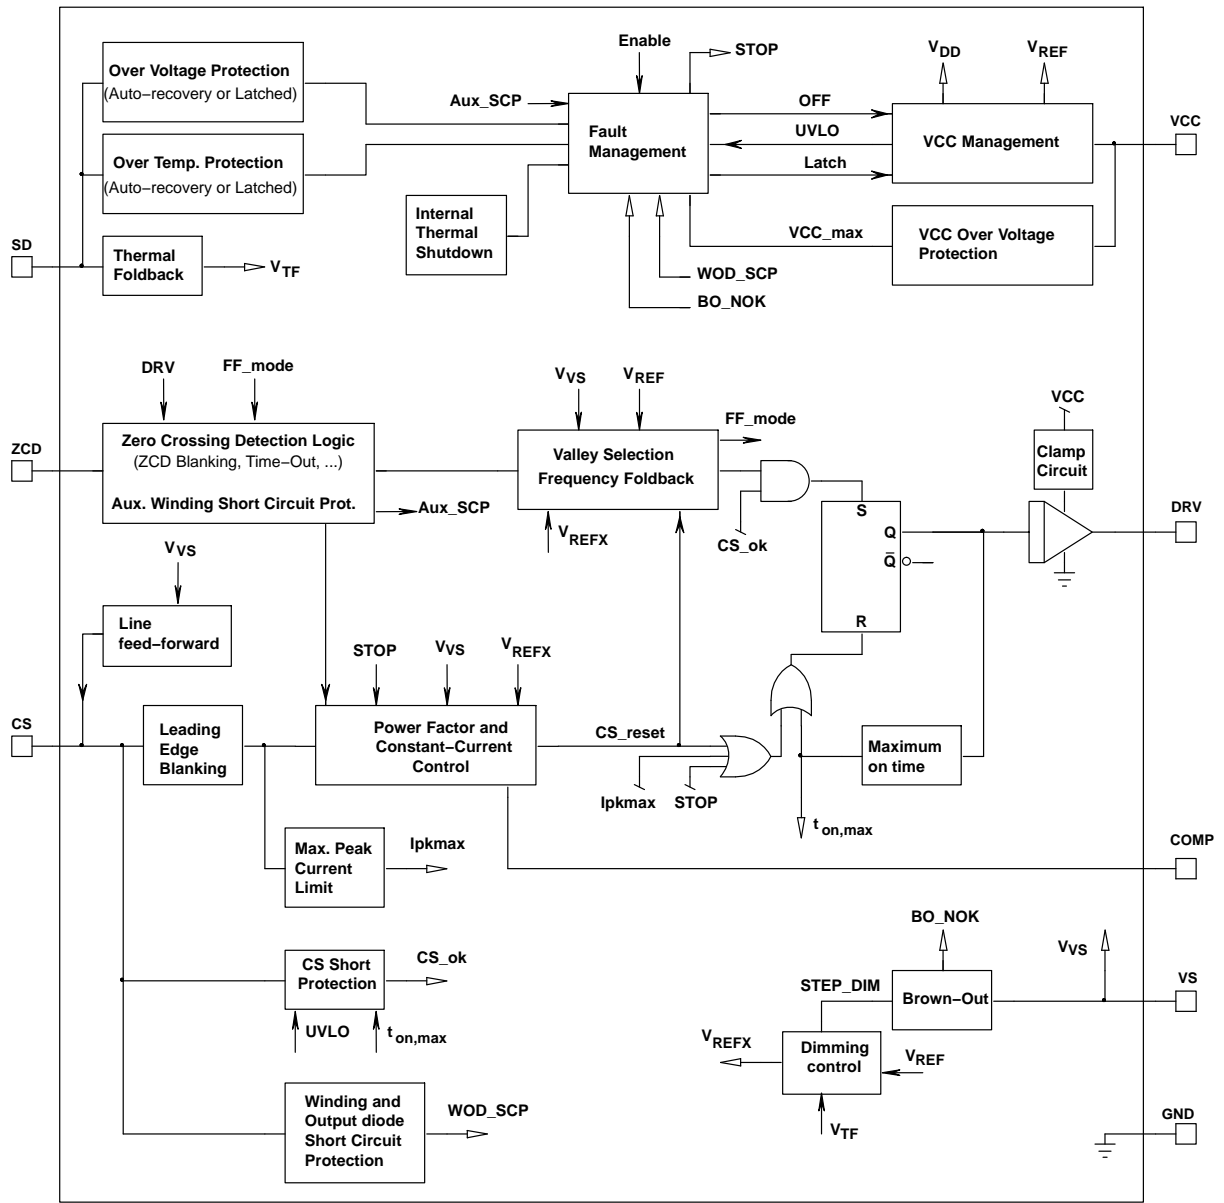 Over Voltage Protection
(Auto−recovery or Latched)
Over Temp. Protection
(Auto−recovery or Latched)
SD
Thermal
Foldback
V_TF
Internal
Thermal
Shutdown
Enable
STOP
Aux_SCP
Fault
Management
OFF
UVLO
Latch
V_DD
V_REF
VCC Management
VCC
VCC_max
VCC Over Voltage
Protection
WOD_SCP
BO_NOK
DRV
FF_mode
ZCD
Zero Crossing Detection Logic
(ZCD Blanking, Time−Out, ...)
Aux. Winding Short Circuit Prot.
Aux_SCP
V_VS
V_REF
FF_mode
Valley Selection
Frequency Foldback
V_REFX
CS_ok
S
Q
Q̅
R
VCC
Clamp
Circuit
DRV
V_VS
Line
feed−forward
STOP
V_VS
V_REFX
CS
Leading
Edge
Blanking
Power Factor and
Constant−Current
Control
CS_reset
Ipkmax
STOP
Maximum
on time
t_on,max
Max. Peak
Current
Limit
Ipkmax
COMP
CS Short
Protection
CS_ok
UVLO
t_on,max
BO_NOK
V_VS
STEP_DIM
Brown−Out
VS
V_REFX
Dimming
control
V_REF
V_TF
Winding and
Output diode
Short Circuit
Protection
WOD_SCP
GND